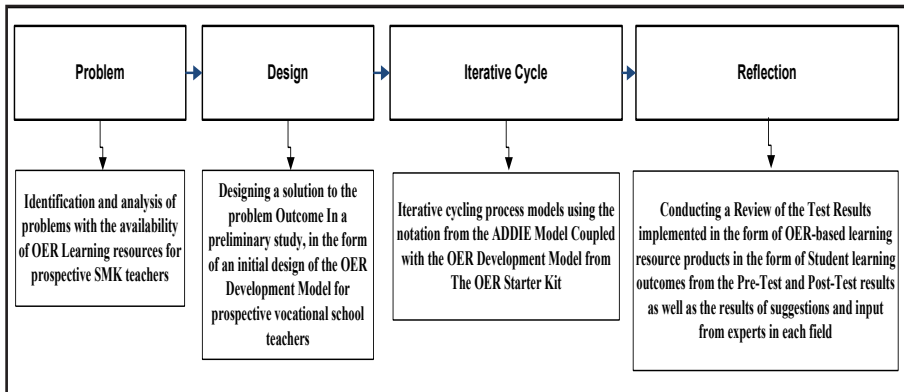 Problem
Design
Iterative Cycle
Reflection
Identification and analysis of
problems with the availability
of OER Learning resources for
prospective SMK teachers
Designing a solution to the
problem Outcome In a
preliminary study, in the form
of an initial design of the OER
Development Model for
prospective vocational school
teachers
Iterative cycling process models using the
notation from the ADDIE Model Coupled
with the OER Development Model from
The OER Starter Kit
Conducting a Review of the Test Results
implemented in the form of OER-based learning
resource products in the form of Student learning
outcomes from the Pre-Test and Post-Test results
as well as the results of suggestions and input
from experts in each field